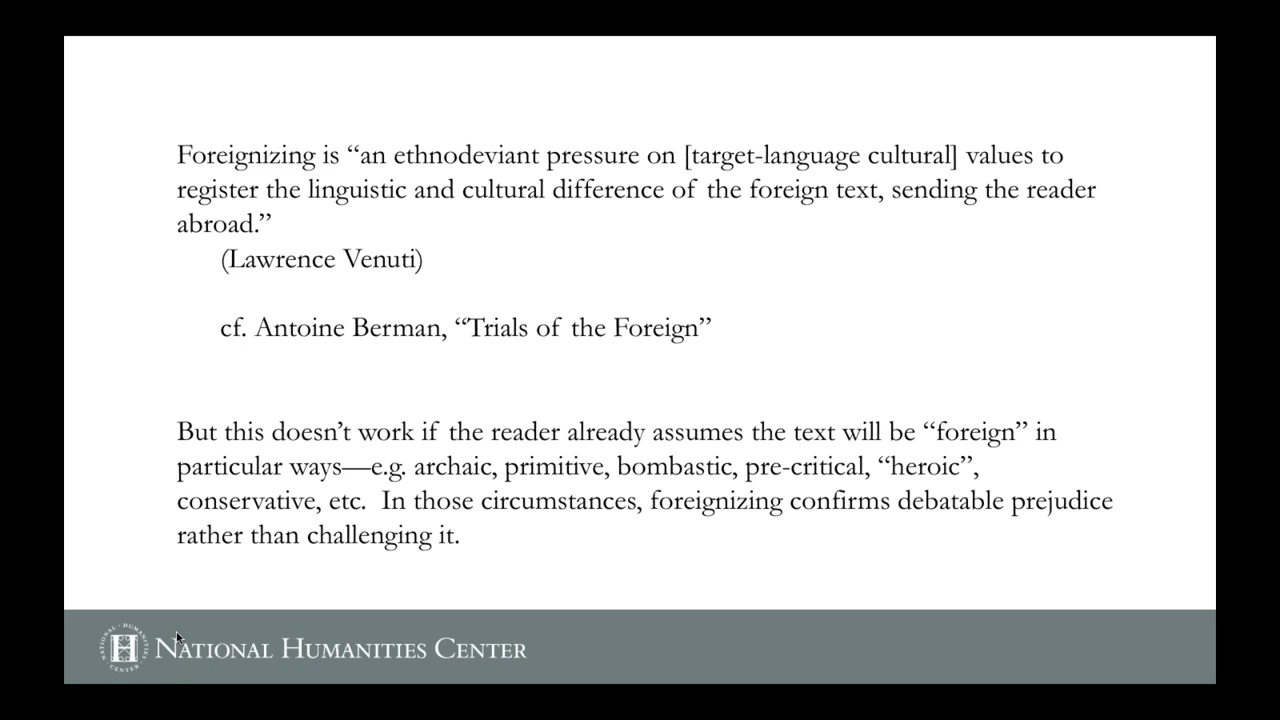 Foreignizing is “an ethnodeviant pressure on [target-language cultural] values to
register the linguistic and cultural difference of the foreign text, sending the reader
abroad.”
(Lawrence Venuti)
cf. Antoine Berman, “Trials of the Foreign”
But this doesn’t work if the reader already assumes the text will be “foreign” in
particular ways—e.g. archaic, primitive, bombastic, pre-critical, “heroic”,
conservative, etc.  In those circumstances, foreignizing confirms debatable prejudice
rather than challenging it.
NATIONAL · HUMANITIES · CENTER ·
H
NATIONAL HUMANITIES CENTER